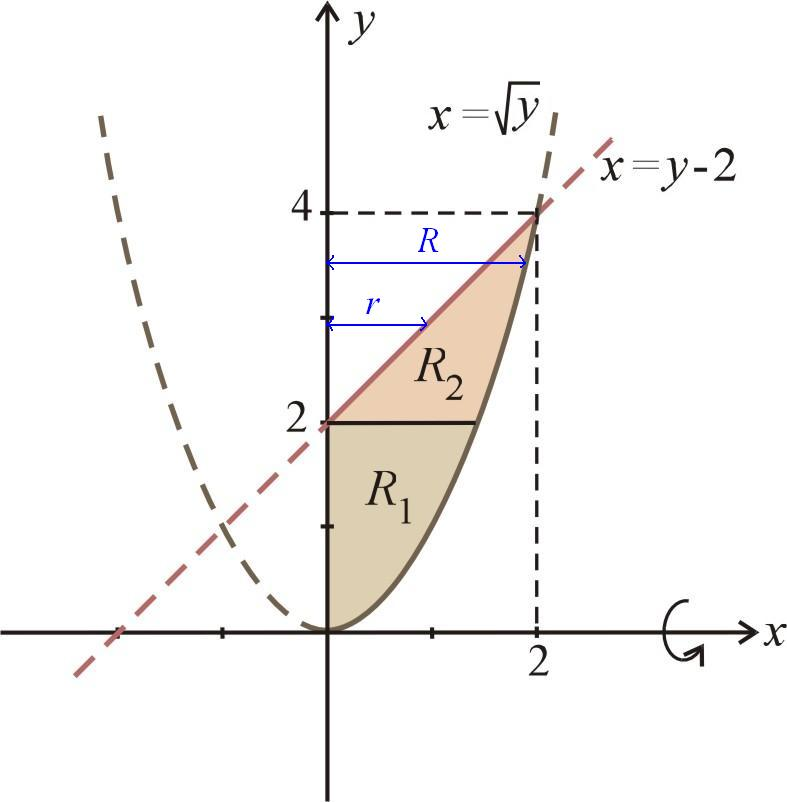 y
x = √y
x = y - 2
4
R
r
R₂
2
R₁
x
2